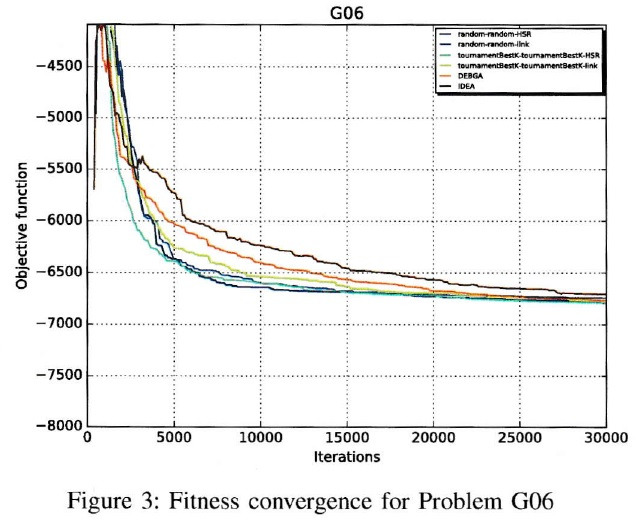 G06
random-random-HSR
random-random-link
tournamentBestK-tournamentBestK-HSR
tournamentBestK-tournamentBestK-link
DEBGA
IDEA
−4500
−5000
−5500
−6000
−6500
−7000
−7500
−8000
Objective function
0 5000 10000 15000 20000 25000 30000
Iterations
Figure 3: Fitness convergence for Problem G06